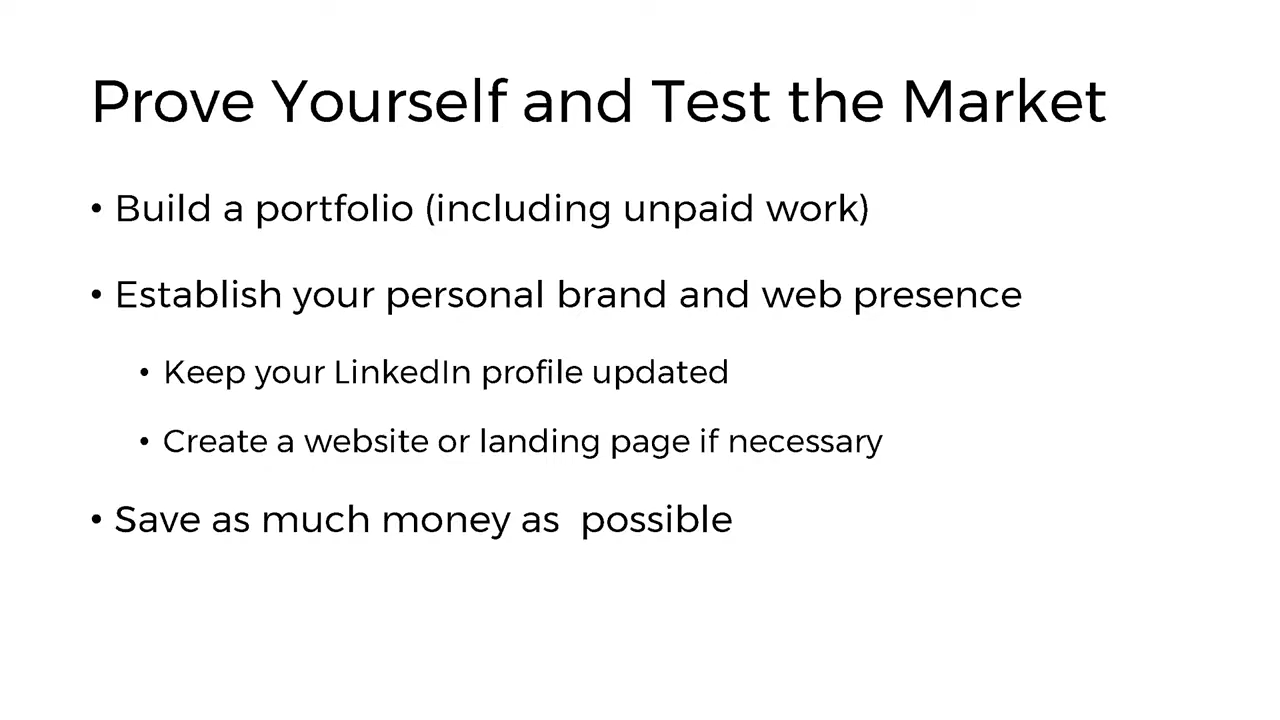 Prove Yourself and Test the Market
• Build a portfolio (including unpaid work)
• Establish your personal brand and web presence
• Keep your LinkedIn profile updated
• Create a website or landing page if necessary
• Save as much money as  possible